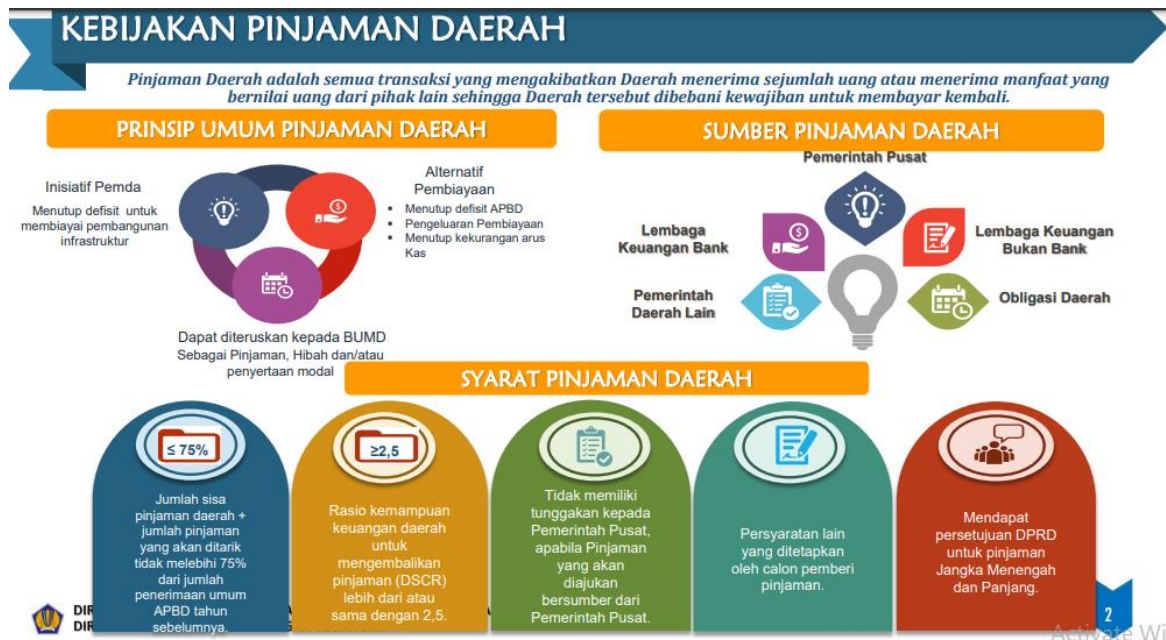 KEBIJAKAN PINJAMAN DAERAH
Pinjaman Daerah adalah semua transaksi yang mengakibatkan Daerah menerima sejumlah uang atau menerima manfaat yang
bernilai uang dari pihak lain sehingga Daerah tersebut dibebani kewajiban untuk membayar kembali.
PRINSIP UMUM PINJAMAN DAERAH
Inisiatif Pemda
Menutup defisit untuk
membiayai pembangunan
infrastruktur
Alternatif
Pembiayaan
▪ Menutup defisit APBD
▪ Pengeluaran Pembiayaan
▪ Menutup kekurangan arus
Kas
Dapat diteruskan kepada BUMD
Sebagai Pinjaman, Hibah dan/atau
penyertaan modal
SUMBER PINJAMAN DAERAH
Pemerintah Pusat
Lembaga
Keuangan Bank
Lembaga Keuangan
Bukan Bank
Pemerintah
Daerah Lain
Obligasi Daerah
SYARAT PINJAMAN DAERAH
≤ 75%
Jumlah sisa
pinjaman daerah +
jumlah pinjaman
yang akan ditarik
tidak melebihi 75%
dari jumlah
penerimaan umum
APBD tahun
sebelumnya.
≥2,5
Rasio kemampuan
keuangan daerah
untuk
mengembalikan
pinjaman (DSCR)
lebih dari atau
sama dengan 2,5.
Tidak memiliki
tunggakan kepada
Pemerintah Pusat,
apabila Pinjaman
yang akan
diajukan
bersumber dari
Pemerintah Pusat.
Persyaratan lain
yang ditetapkan
oleh calon pemberi
pinjaman.
Mendapat
persetujuan DPRD
untuk pinjaman
Jangka Menengah
dan Panjang.
DIR
DIR
2
Activate Wi